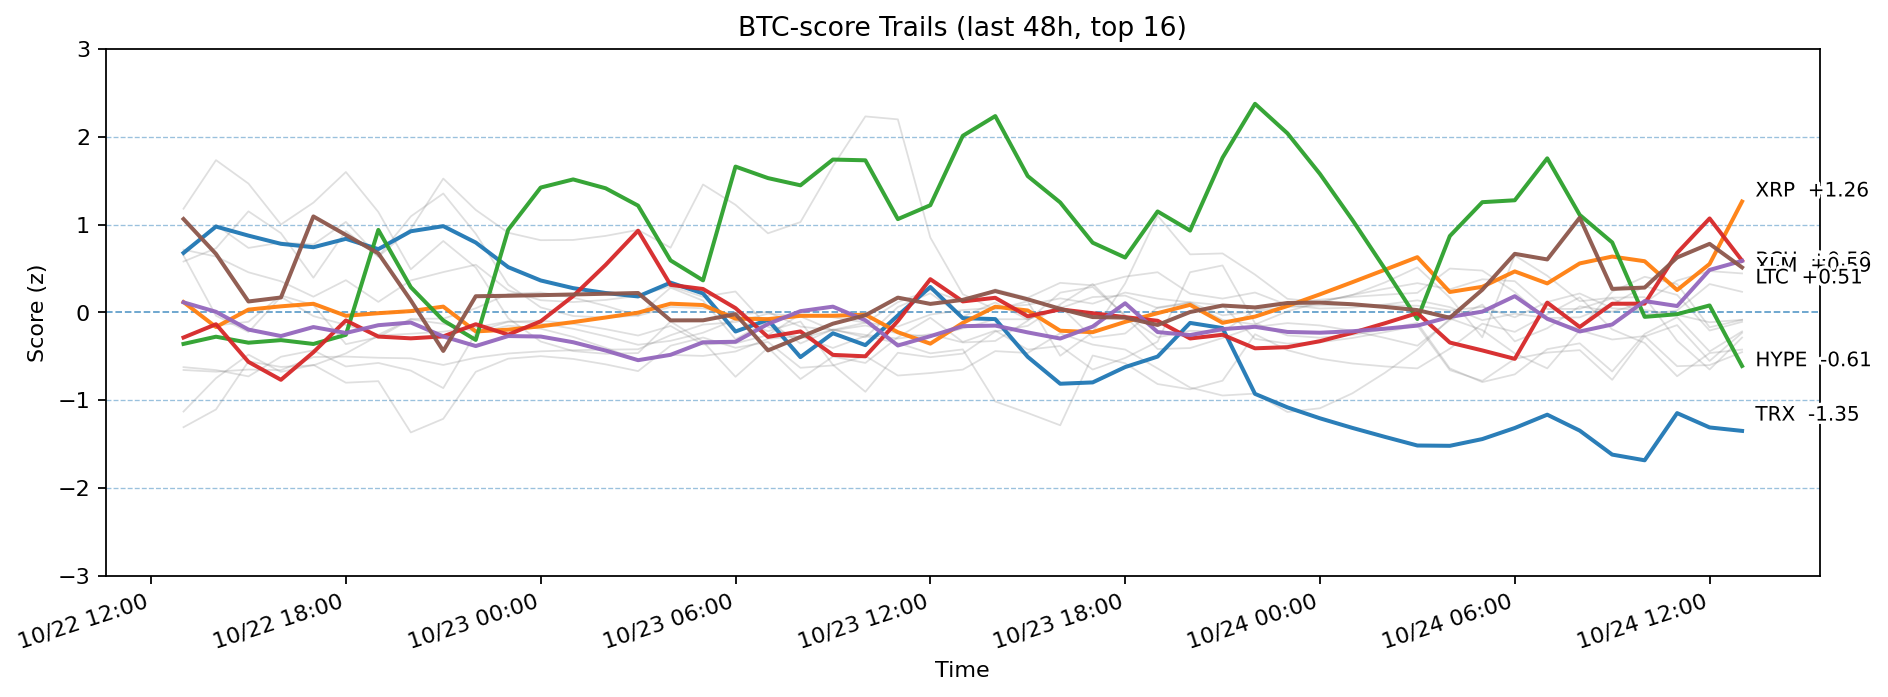 BTC-score Trails (last 48h, top 16)
3
2
1
0
−1
−2
−3
Score (z)
XRP +1.26
LTC +0.51
HYPE -0.61
TRX -1.35
10/22 12:00
10/22 18:00
10/23 00:00
10/23 06:00
10/23 12:00
10/23 18:00
10/24 00:00
10/24 06:00
10/24 12:00
Time